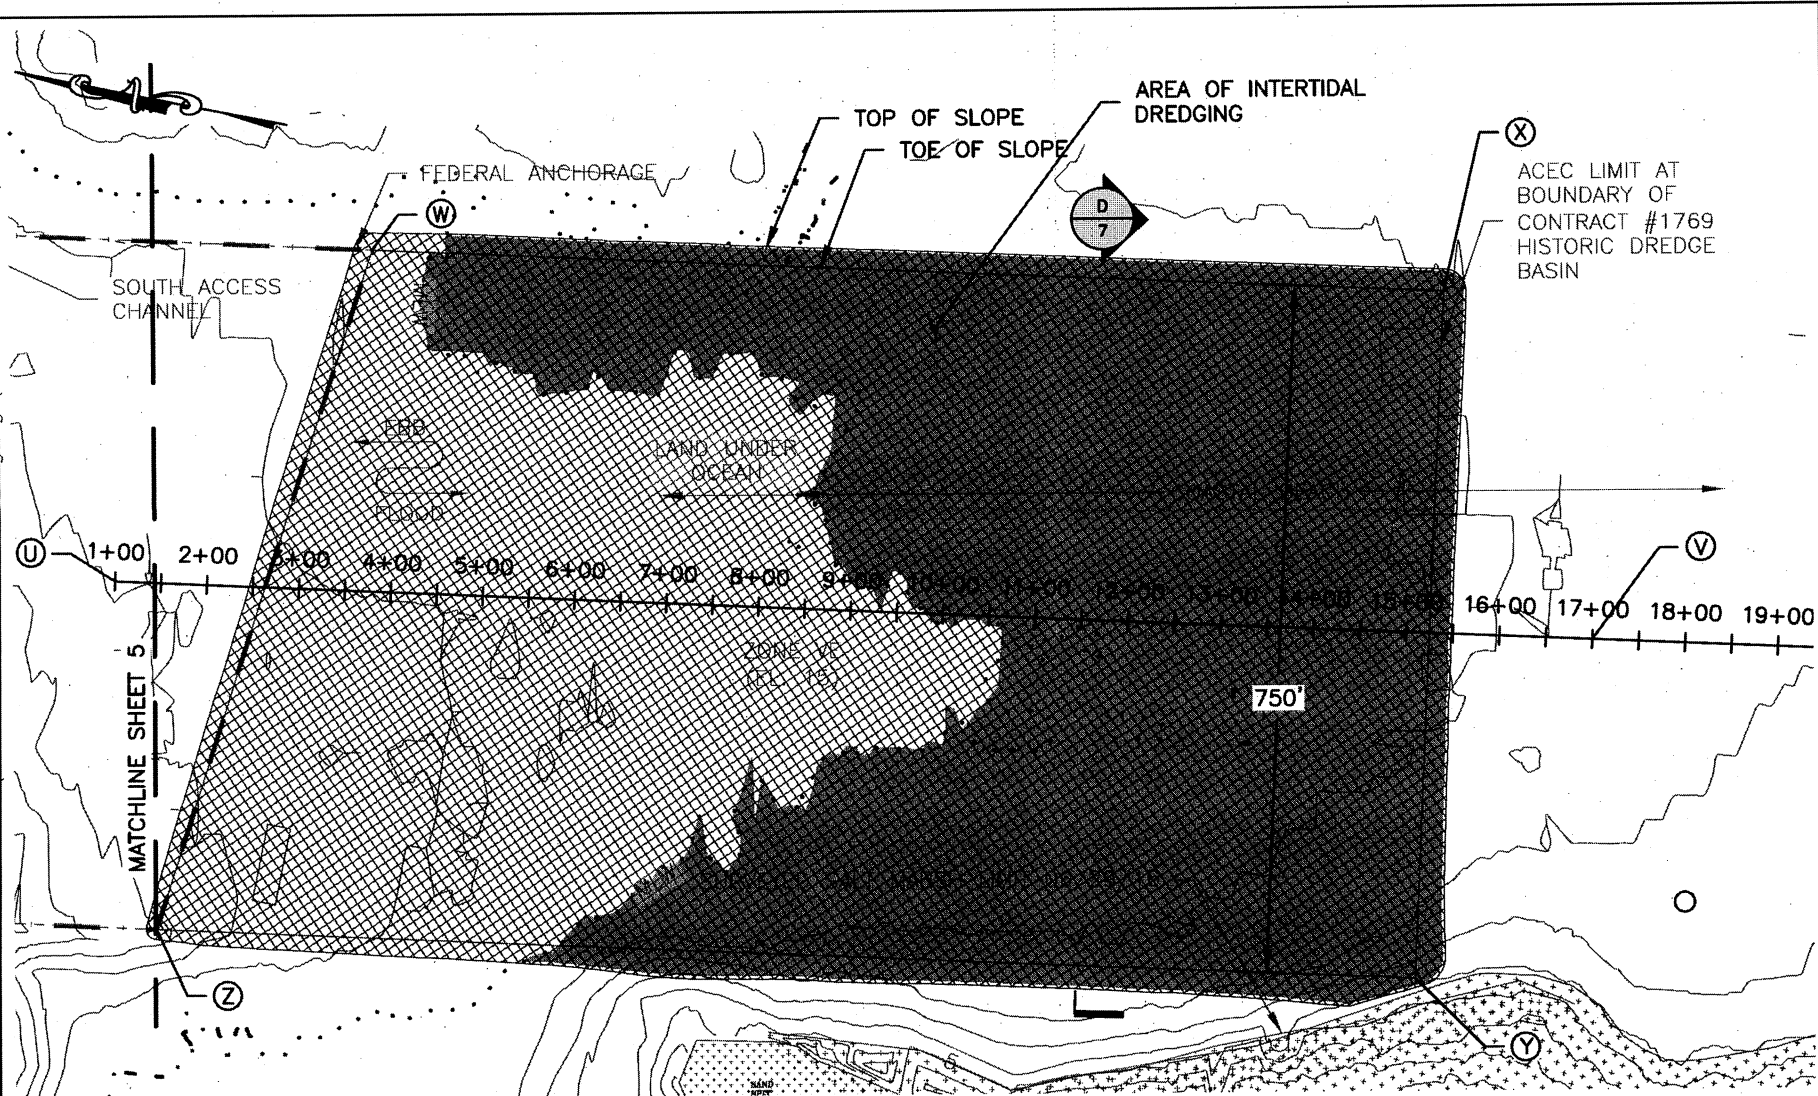 AREA OF INTERTIDAL
DREDGING
TOP OF SLOPE
TOE OF SLOPE
X
FEDERAL ANCHORAGE
ACEC LIMIT AT
BOUNDARY OF
CONTRACT #1769
HISTORIC DREDGE
BASIN
W
D
7
SOUTH ACCESS
CHANNEL
EBB
FLOOD
LAND UNDER
OCEAN
U
1+00
2+00
3+00
4+00
5+00
6+00
7+00
8+00
9+00
10+00
11+00
12+00
13+00
14+00
15+00
16+00
17+00
18+00
19+00
V
ZONE VE
(EL. 15)
750'
MATCHLINE SHEET 5
Z
Y